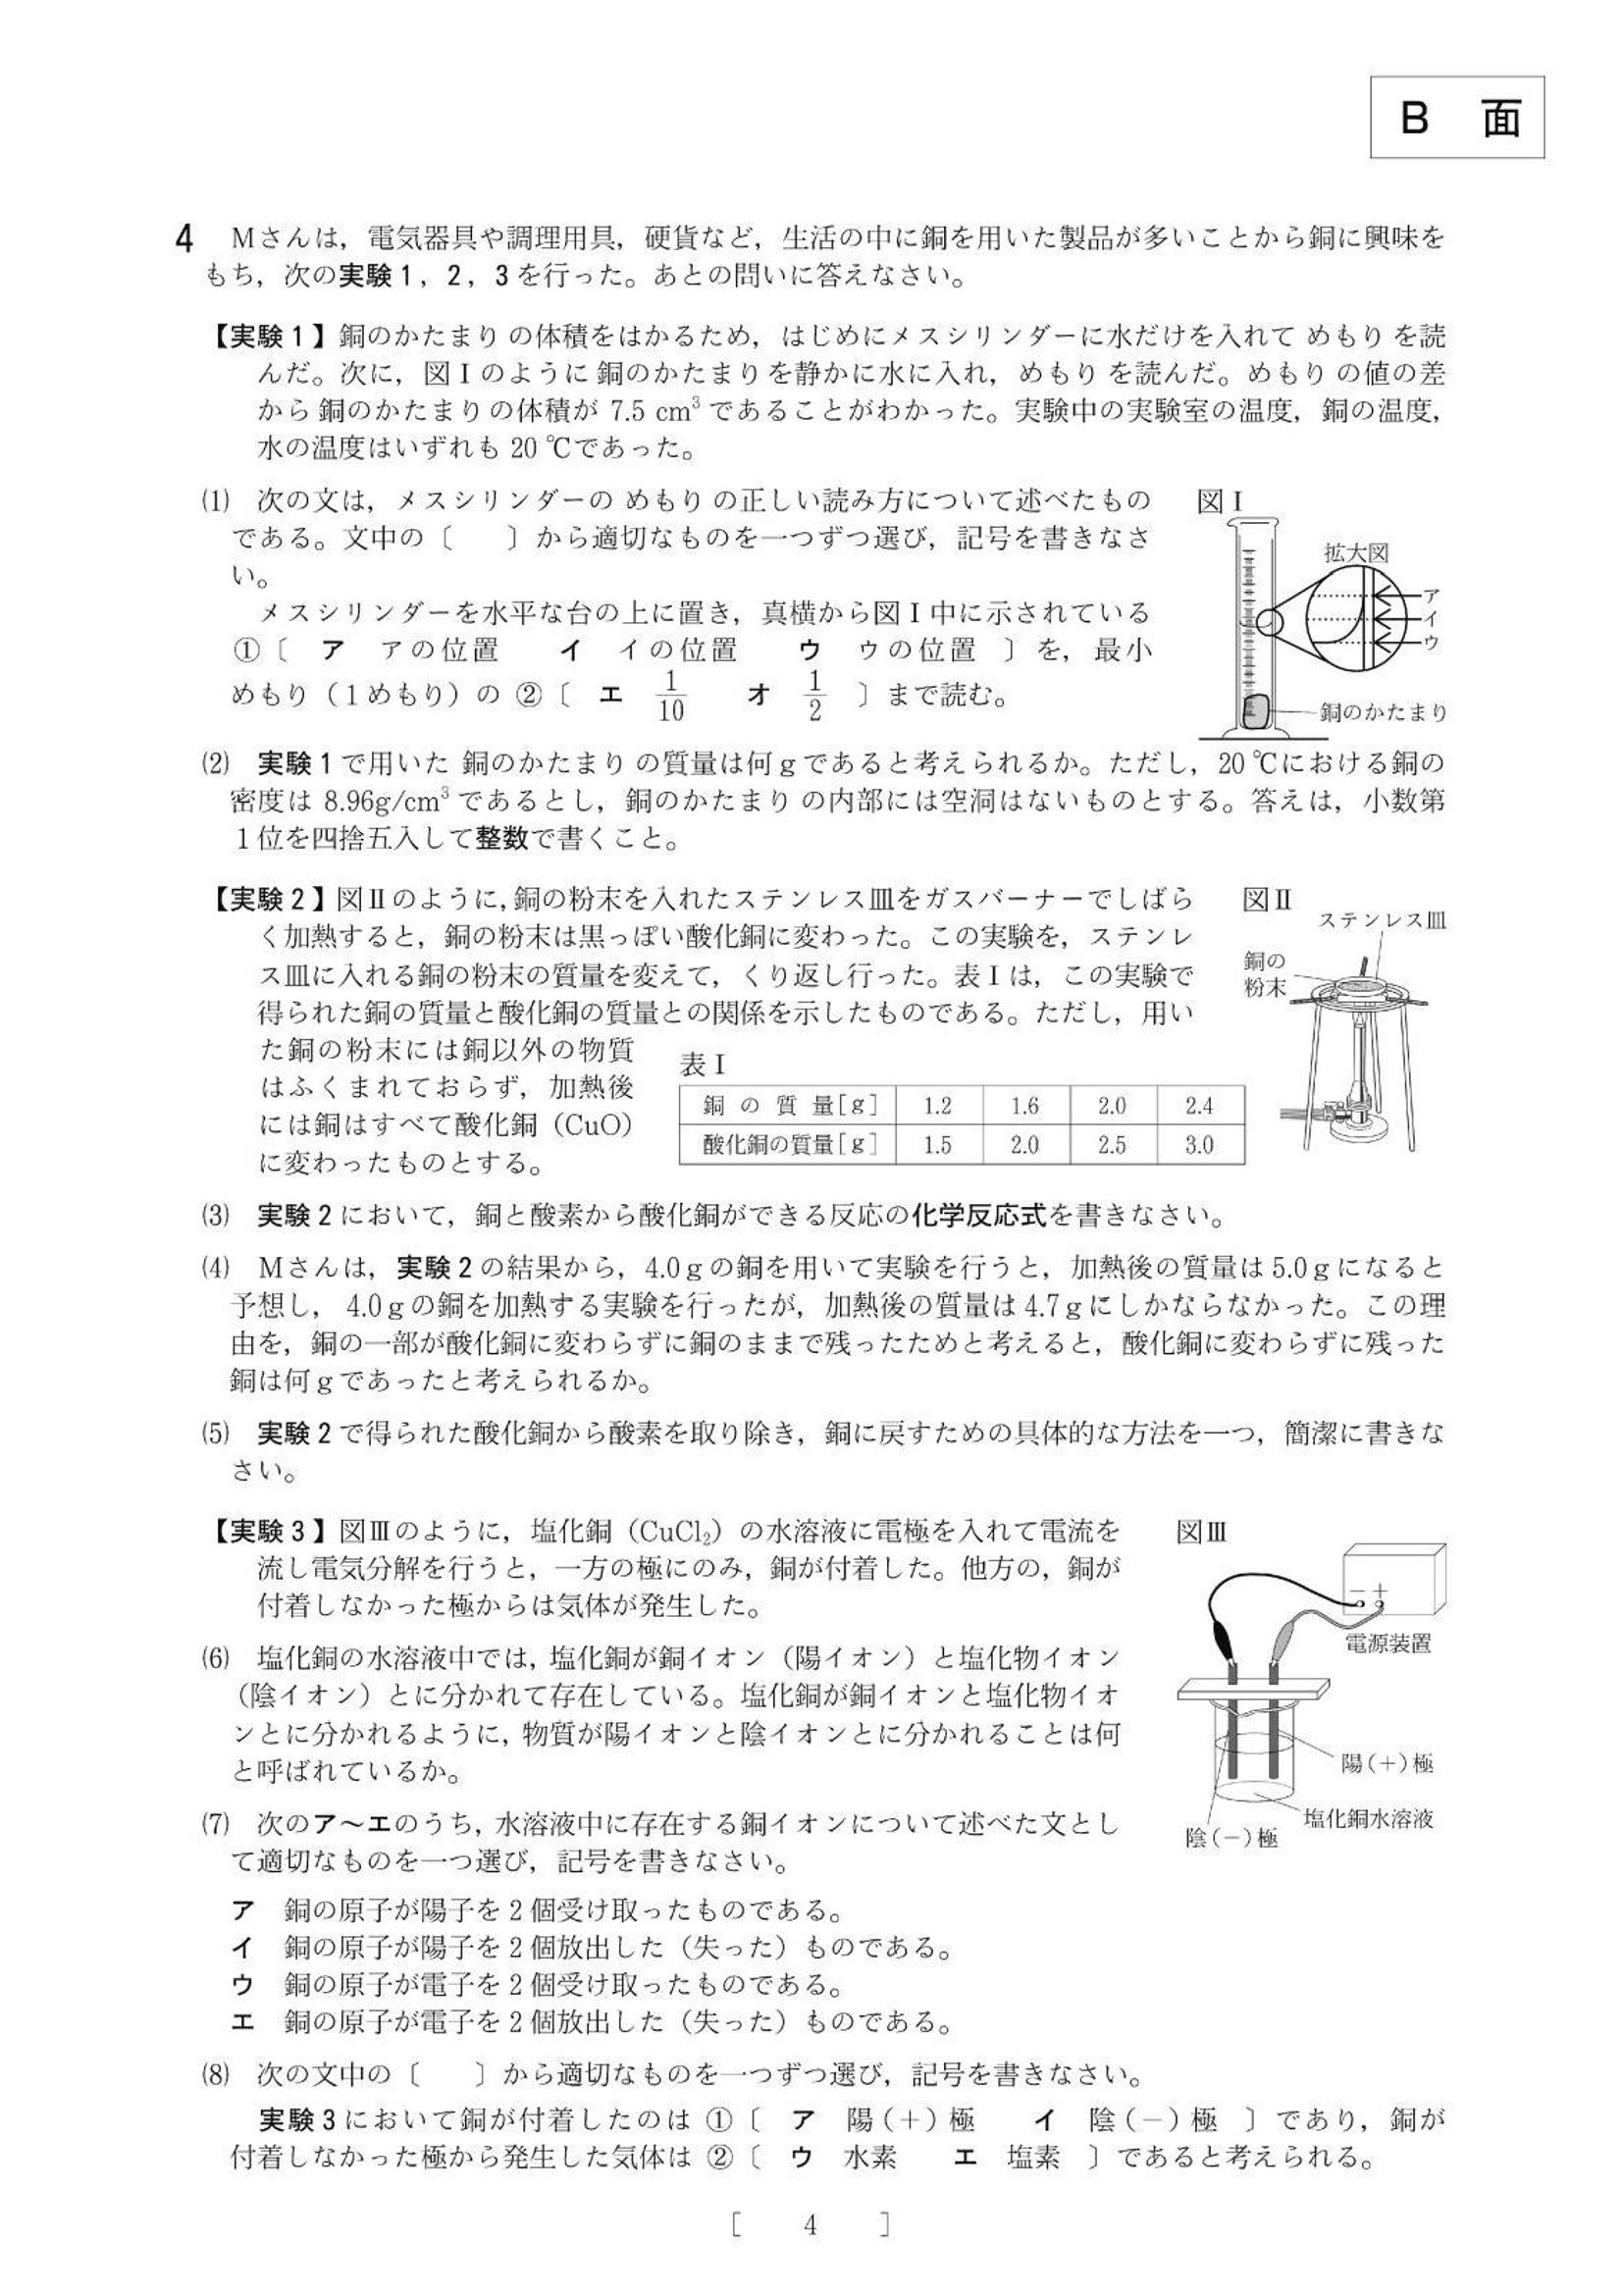 B 面
4 Mさんは，電気器具や調理用具，硬貨など，生活の中に銅を用いた製品が多いことから銅に興味を
もち，次の実験1，2，3を行った。あとの問いに答えなさい。
【実験1】銅のかたまり の体積をはかるため，はじめにメスシリンダーに水だけを入れて めもり を読
んだ。次に，図Ⅰのように 銅のかたまり を静かに水に入れ，めもり を読んだ。めもり の値の差
から 銅のかたまり の体積が 7.5 cm³ であることがわかった。実験中の実験室の温度，銅の温度，
水の温度はいずれも 20 ℃であった。
(1) 次の文は，メスシリンダーの めもり の正しい読み方について述べたもの
である。文中の〔　　〕から適切なものを一つずつ選び，記号を書きなさ
い。
メスシリンダーを水平な台の上に置き，真横から図Ⅰ中に示されている
①〔 ア アの位置 イ イの位置 ウ ウの位置 〕を，最小
めもり（1めもり）の ②〔 エ 1/10 オ 1/2 〕まで読む。
図Ⅰ
拡大図
ア
イ
ウ
銅のかたまり
(2) 実験1で用いた 銅のかたまり の質量は何gであると考えられるか。ただし，20 ℃における銅の
密度は 8.96g/cm³ であるとし，銅のかたまり の内部には空洞はないものとする。答えは，小数第
1位を四捨五入して整数で書くこと。
【実験2】図Ⅱのように，銅の粉末を入れたステンレス皿をガスバーナーでしばら
く加熱すると，銅の粉末は黒っぽい酸化銅に変わった。この実験を，ステンレ
ス皿に入れる銅の粉末の質量を変えて，くり返し行った。表Ⅰは，この実験で
得られた銅の質量と酸化銅の質量との関係を示したものである。ただし，用い
た銅の粉末には銅以外の物質
はふくまれておらず，加熱後
には銅はすべて酸化銅（CuO）
に変わったものとする。
図Ⅱ
ステンレス皿
銅の
粉末
表Ⅰ
銅の質量[g] 1.2 1.6 2.0 2.4
酸化銅の質量[g] 1.5 2.0 2.5 3.0
(3) 実験2において，銅と酸素から酸化銅ができる反応の化学反応式を書きなさい。
(4) Mさんは，実験2の結果から，4.0gの銅を用いて実験を行うと，加熱後の質量は5.0gになると
予想し，4.0gの銅を加熱する実験を行ったが，加熱後の質量は4.7gにしかならなかった。この理
由を，銅の一部が酸化銅に変わらずに銅のままで残ったためと考えると，酸化銅に変わらずに残った
銅は何gであったと考えられるか。
(5) 実験2で得られた酸化銅から酸素を取り除き，銅に戻すための具体的な方法を一つ，簡潔に書きな
さい。
【実験3】図Ⅲのように，塩化銅（CuCl₂）の水溶液に電極を入れて電流を
流し電気分解を行うと，一方の極にのみ，銅が付着した。他方の，銅が
付着しなかった極からは気体が発生した。
(6) 塩化銅の水溶液中では，塩化銅が銅イオン（陽イオン）と塩化物イオン
（陰イオン）とに分かれて存在している。塩化銅が銅イオンと塩化物イオ
ンとに分かれるように，物質が陽イオンと陰イオンとに分かれることは何
と呼ばれているか。
図Ⅲ
－ ＋
電源装置
陽(＋)極
塩化銅水溶液
陰(－)極
(7) 次のア～エのうち，水溶液中に存在する銅イオンについて述べた文とし
て適切なものを一つ選び，記号を書きなさい。
ア 銅の原子が陽子を2個受け取ったものである。
イ 銅の原子が陽子を2個放出した（失った）ものである。
ウ 銅の原子が電子を2個受け取ったものである。
エ 銅の原子が電子を2個放出した（失った）ものである。
(8) 次の文中の〔　　〕から適切なものを一つずつ選び，記号を書きなさい。
実験3において銅が付着したのは ①〔 ア 陽(＋)極 イ 陰(－)極 〕であり，銅が
付着しなかった極から発生した気体は ②〔 ウ 水素 エ 塩素 〕であると考えられる。
［ 4 ］